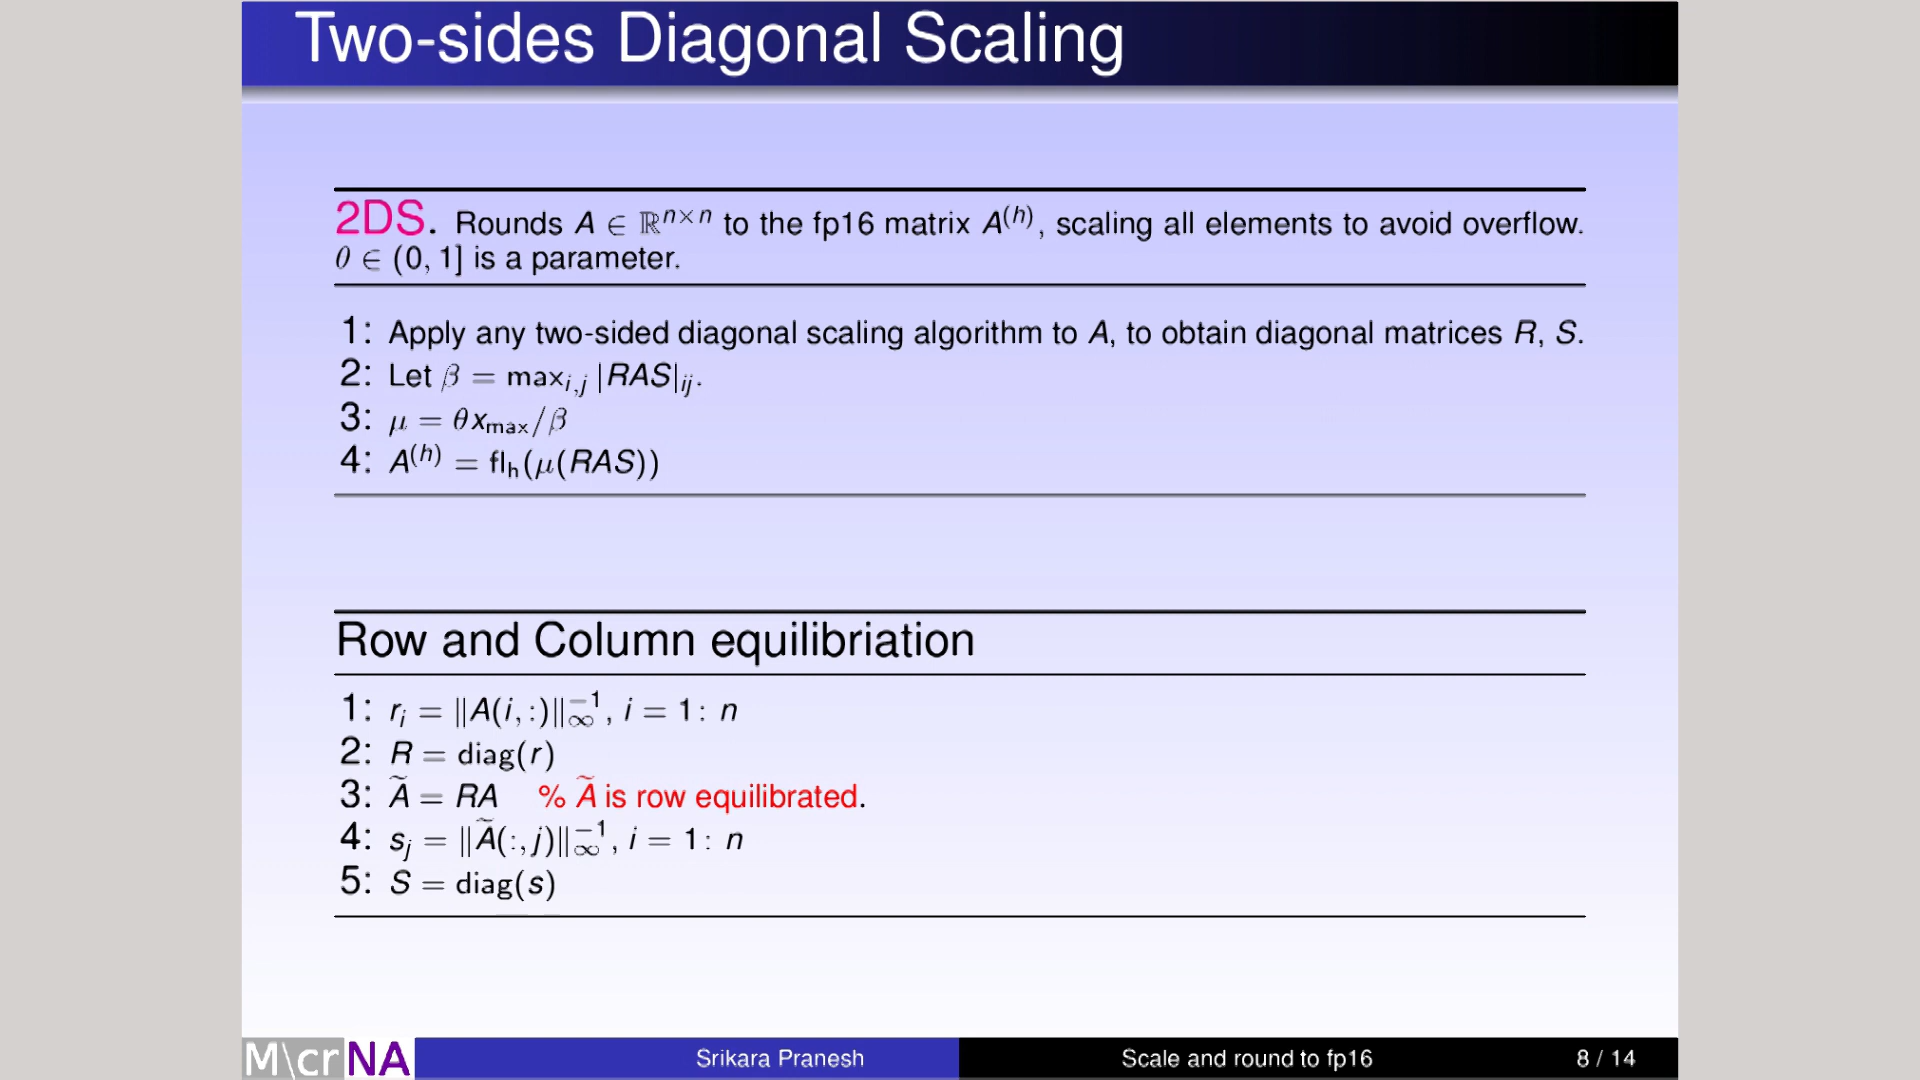 Two-sides Diagonal Scaling
2DS. Rounds A ∈ ℝⁿˣⁿ to the fp16 matrix A⁽ʰ⁾, scaling all elements to avoid overflow.
θ ∈ (0, 1] is a parameter.
1: Apply any two-sided diagonal scaling algorithm to A, to obtain diagonal matrices R, S.
2: Let β = max_{i,j} |RAS|_{ij}.
3: μ = θx_{max}/β
4: A⁽ʰ⁾ = fl_h(μ(RAS))
Row and Column equilibriation
1: r_i = ‖A(i, :)‖_∞^{−1}, i = 1: n
2: R = diag(r)
3: Ã = RA % Ã is row equilibrated.
4: s_j = ‖Ã(:, j)‖_∞^{−1}, i = 1: n
5: S = diag(s)
M\crNA Srikara Pranesh Scale and round to fp16 8 / 14